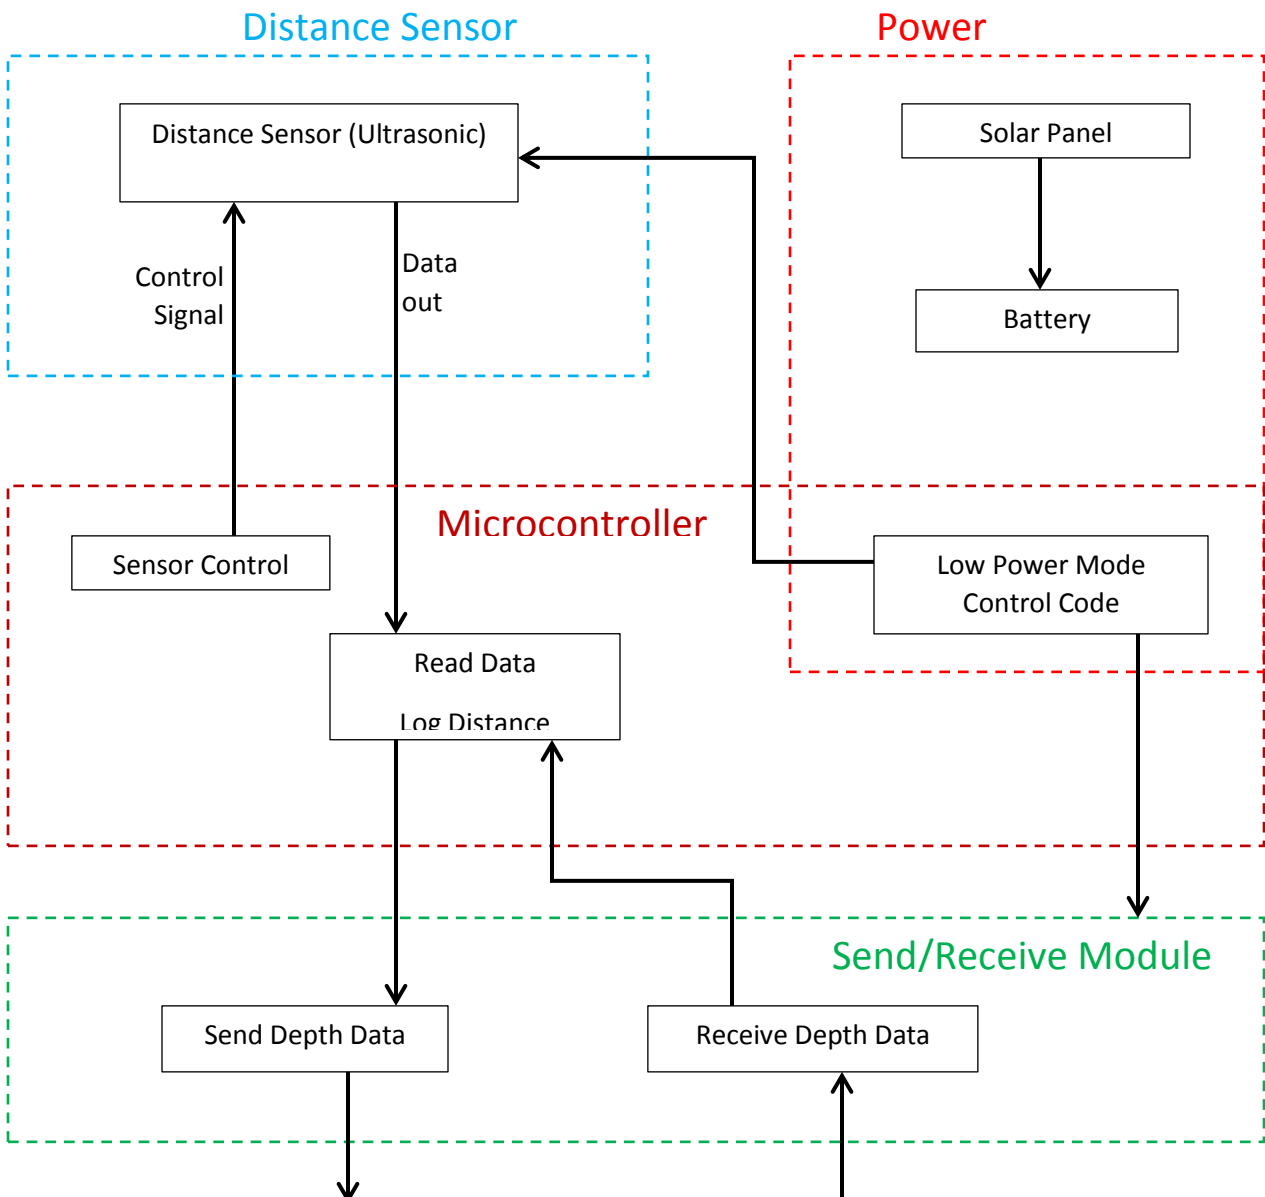 Distance Sensor
Power
Distance Sensor (Ultrasonic)
Solar Panel
Control
Signal
Data
out
Battery
Microcontroller
Sensor Control
Low Power Mode
Control Code
Read Data
Log Distance
Send/Receive Module
Send Depth Data
Receive Depth Data